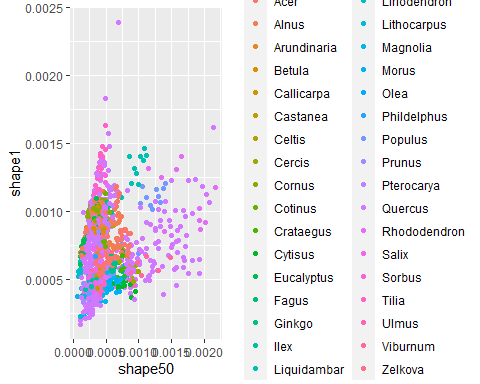 0.0025
0.0020
0.0015
0.0010
0.0005
shape1
0.0000 0.0005 0.0010 0.0015 0.0020
shape50
Acer
Alnus
Arundinaria
Betula
Callicarpa
Castanea
Celtis
Cercis
Cornus
Cotinus
Crataegus
Cytisus
Eucalyptus
Fagus
Ginkgo
Ilex
Liquidambar
Liriodendron
Lithocarpus
Magnolia
Morus
Olea
Phildelphus
Populus
Prunus
Pterocarya
Quercus
Rhododendron
Salix
Sorbus
Tilia
Ulmus
Viburnum
Zelkova